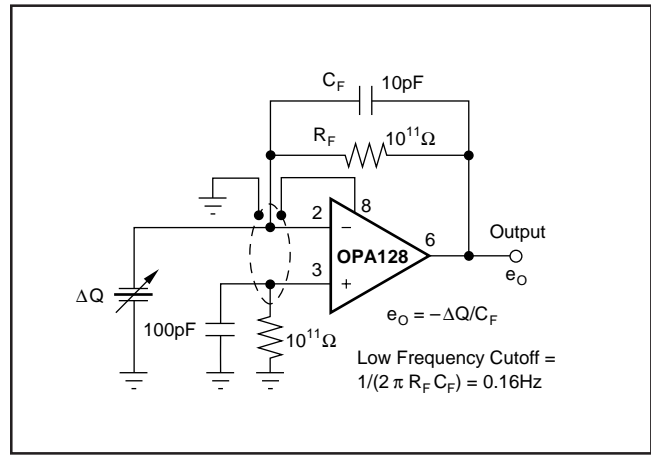 C_F 10pF
R_F 10^11Ω
8
2
−
OPA128
6
Output
e_O
3
+
ΔQ
100pF
10^11Ω
e_O = −ΔQ/C_F
Low Frequency Cutoff =
1/(2 π R_F C_F) = 0.16Hz